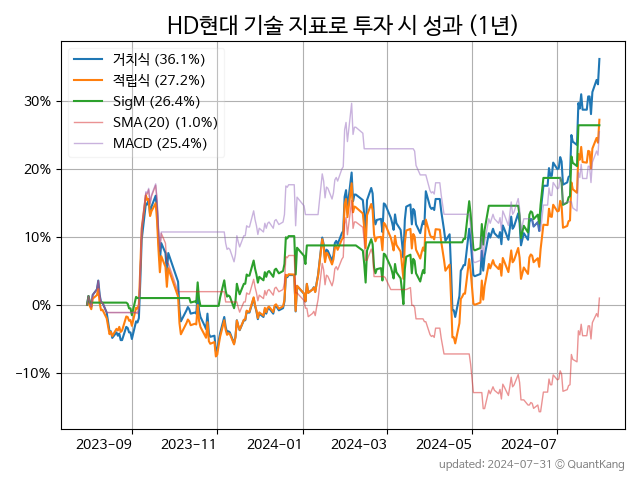 HD현대 기술 지표로 투자 시 성과 (1년)
거치식 (36.1%)
적립식 (27.2%)
SigM (26.4%)
SMA(20) (1.0%)
MACD (25.4%)
30%
20%
10%
0%
−10%
2023-09 2023-11 2024-01 2024-03 2024-05 2024-07
updated: 2024-07-31 © QuantKang